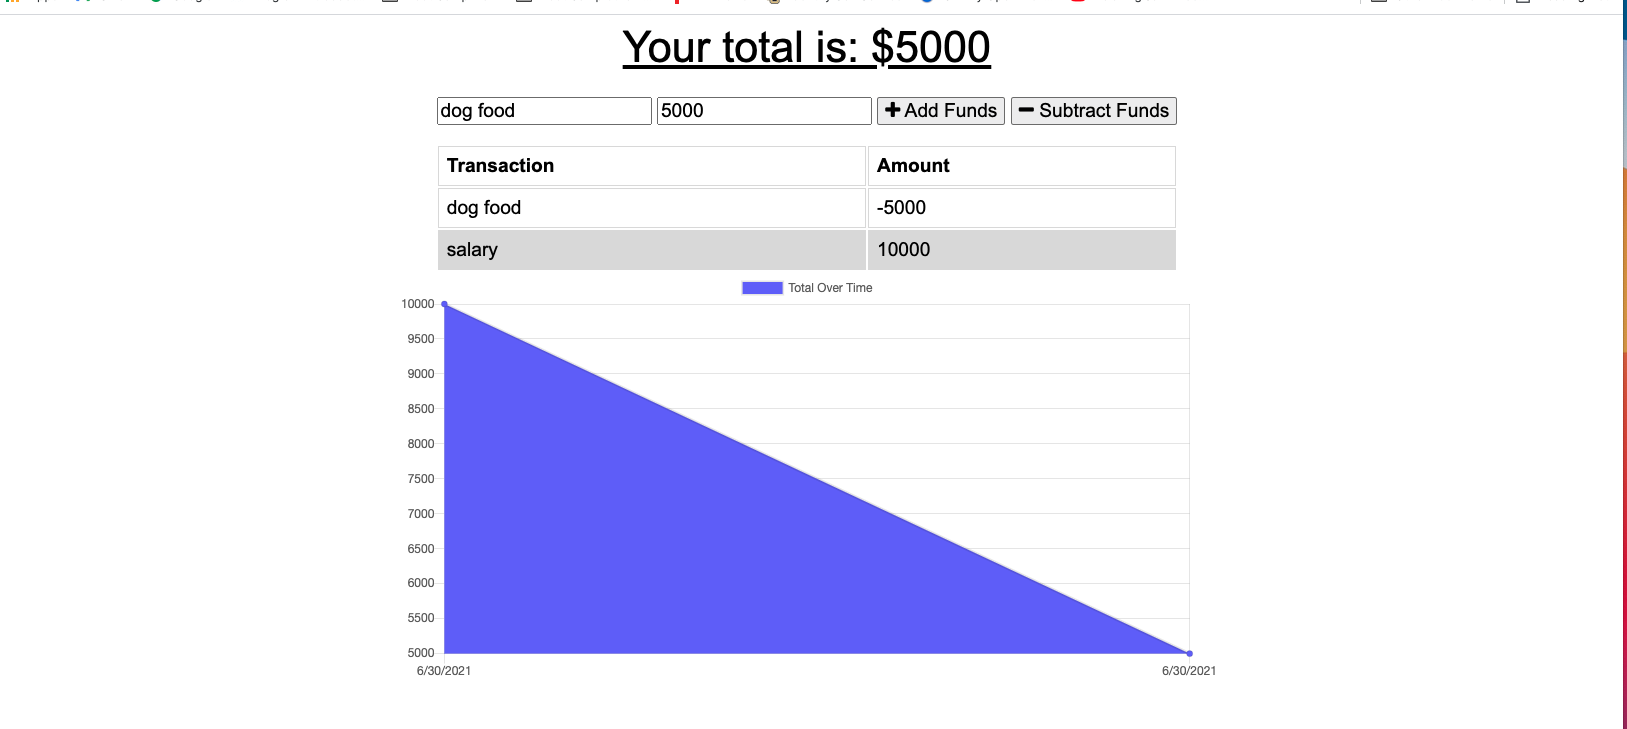 Your total is: $5000
dog food 5000 Add Funds Subtract Funds
Transaction Amount
dog food -5000
salary 10000
Total Over Time
10000
9500
9000
8500
8000
7500
7000
6500
6000
5500
5000
6/30/2021 6/30/2021